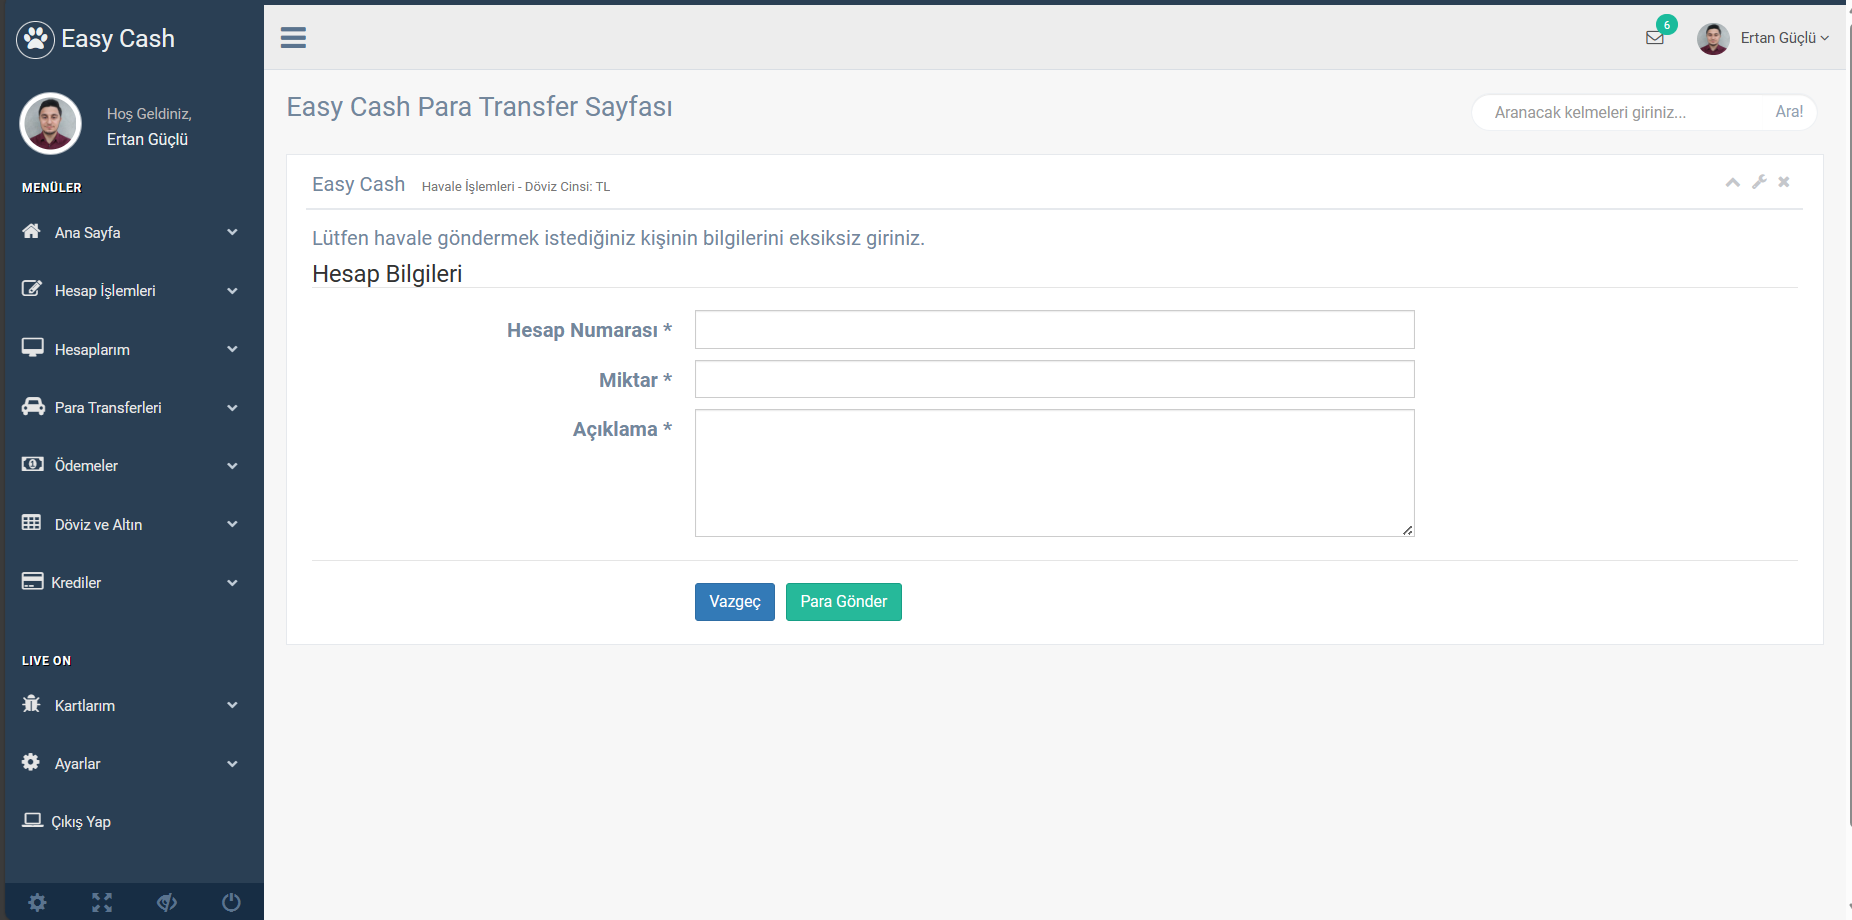 Easy Cash
Hoş Geldiniz,
Ertan Güçlü
MENÜLER
Ana Sayfa
Hesap İşlemleri
Hesaplarım
Para Transferleri
Ödemeler
Döviz ve Altın
Krediler
LIVE ON
Kartlarım
Ayarlar
Çıkış Yap
6
Ertan Güçlü
Easy Cash Para Transfer Sayfası
Aranacak kelmeleri giriniz... Ara!
Easy Cash Havale İşlemleri - Döviz Cinsi: TL
Lütfen havale göndermek istediğiniz kişinin bilgilerini eksiksiz giriniz.
Hesap Bilgileri
Hesap Numarası *
Miktar *
Açıklama *
Vazgeç Para Gönder